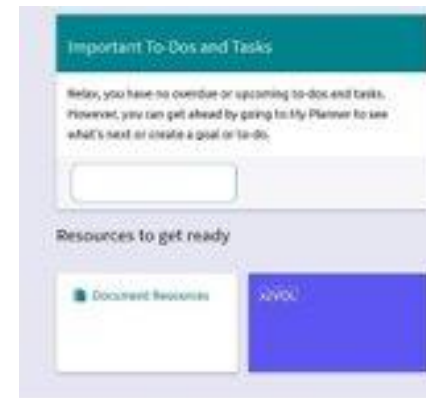 Important To-Dos and Tasks
Relax, you have no overdue or upcoming to-dos and tasks.
However, you can get ahead by going to My Planner to see
what's next or create a goal or to-do.
Resources to get ready
Document Resources